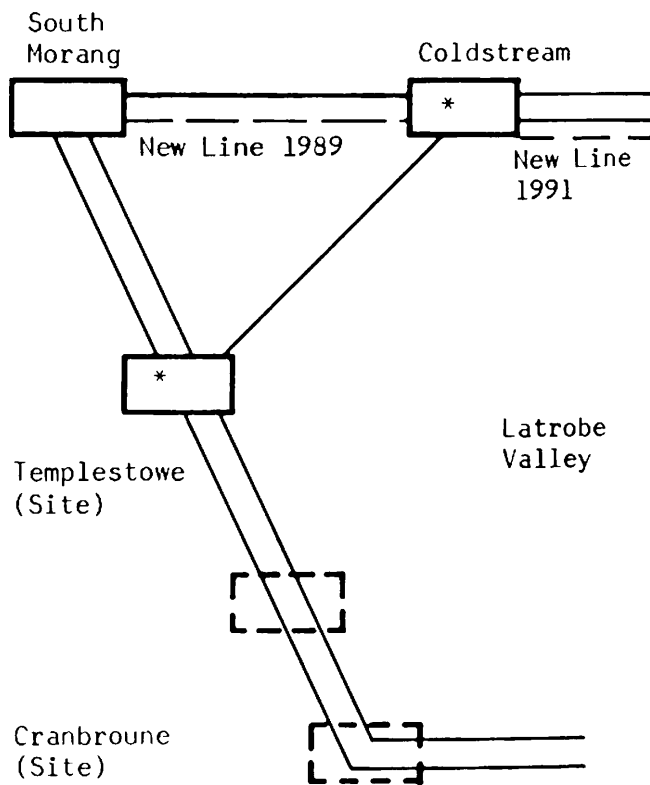 South
Morang
Coldstream
*
New Line 1989
New Line
1991
*
Latrobe
Valley
Templestowe
(Site)
Cranbroune
(Site)